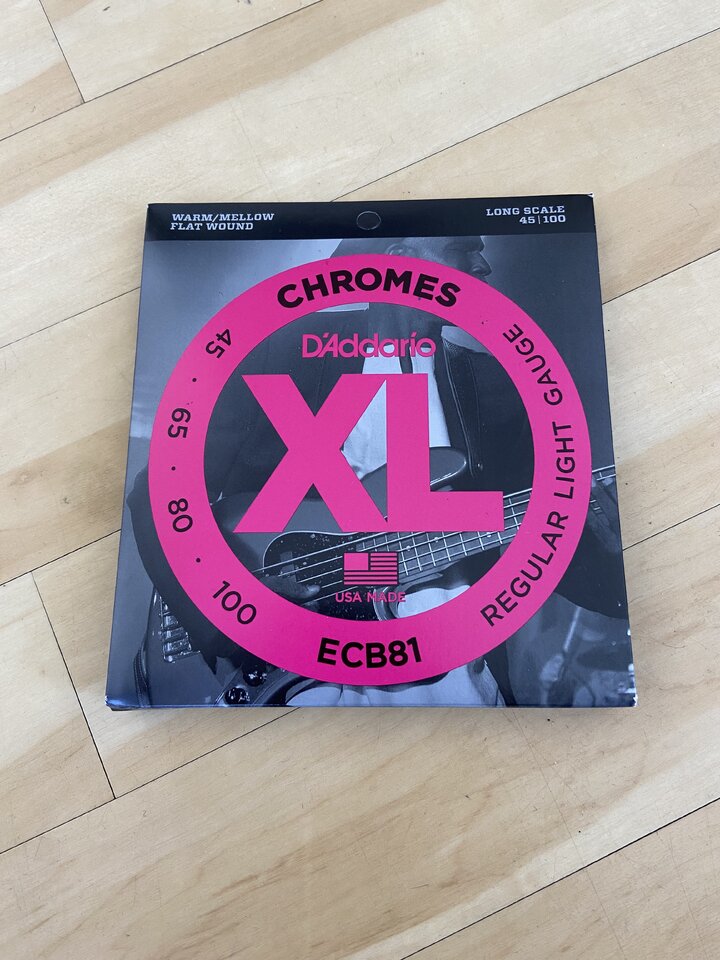 WARM/MELLOW
FLAT WOUND
LONG SCALE
45|100
CHROMES
D'Addario
XL
45 · 65 · 80 · 100
REGULAR LIGHT GAUGE
USA MADE
ECB81